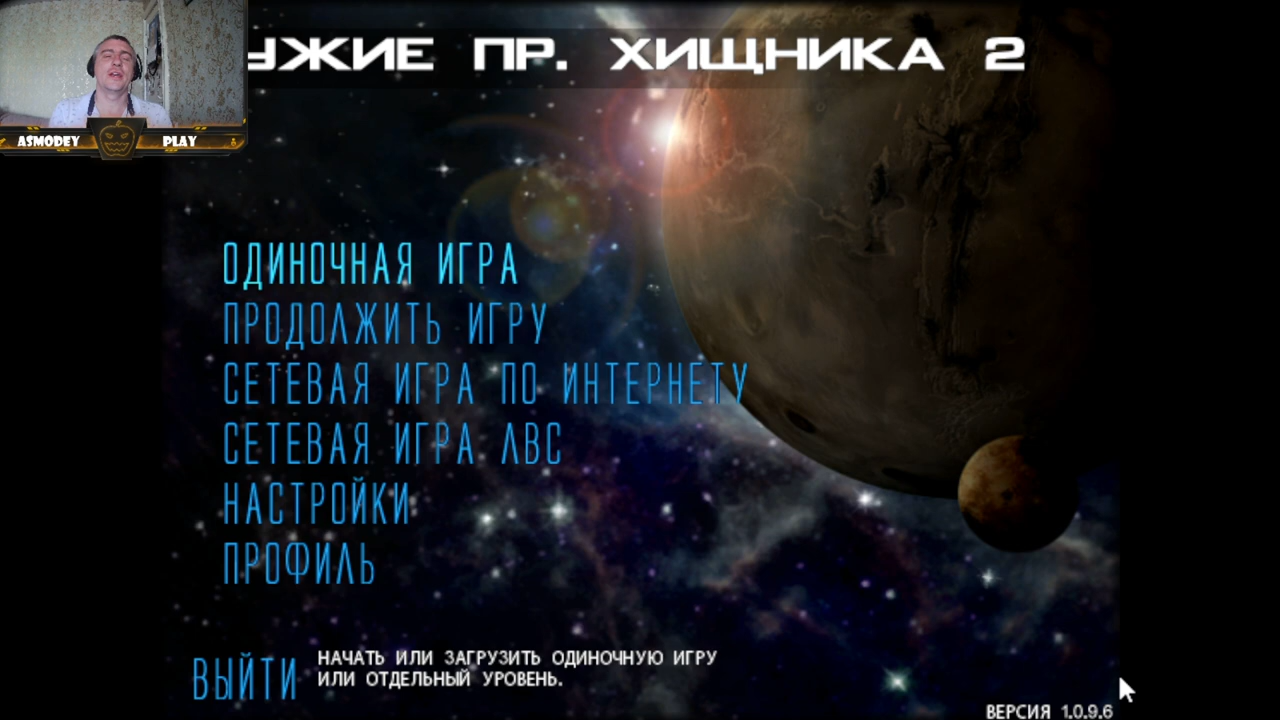 УЖИЕ ПР. ХИЩНИКА 2
ASMODEY PLAY
ОДИНОЧНАЯ ИГРА
ПРОДОЛЖИТЬ ИГРУ
СЕТЕВАЯ ИГРА ПО ИНТЕРНЕТУ
СЕТЕВАЯ ИГРА ЛВС
НАСТРОЙКИ
ПРОФИЛЬ
ВЫЙТИ
НАЧАТЬ ИЛИ ЗАГРУЗИТЬ ОДИНОЧНУЮ ИГРУ
ИЛИ ОТДЕЛЬНЫЙ УРОВЕНЬ.
ВЕРСИЯ 1.0.9.6